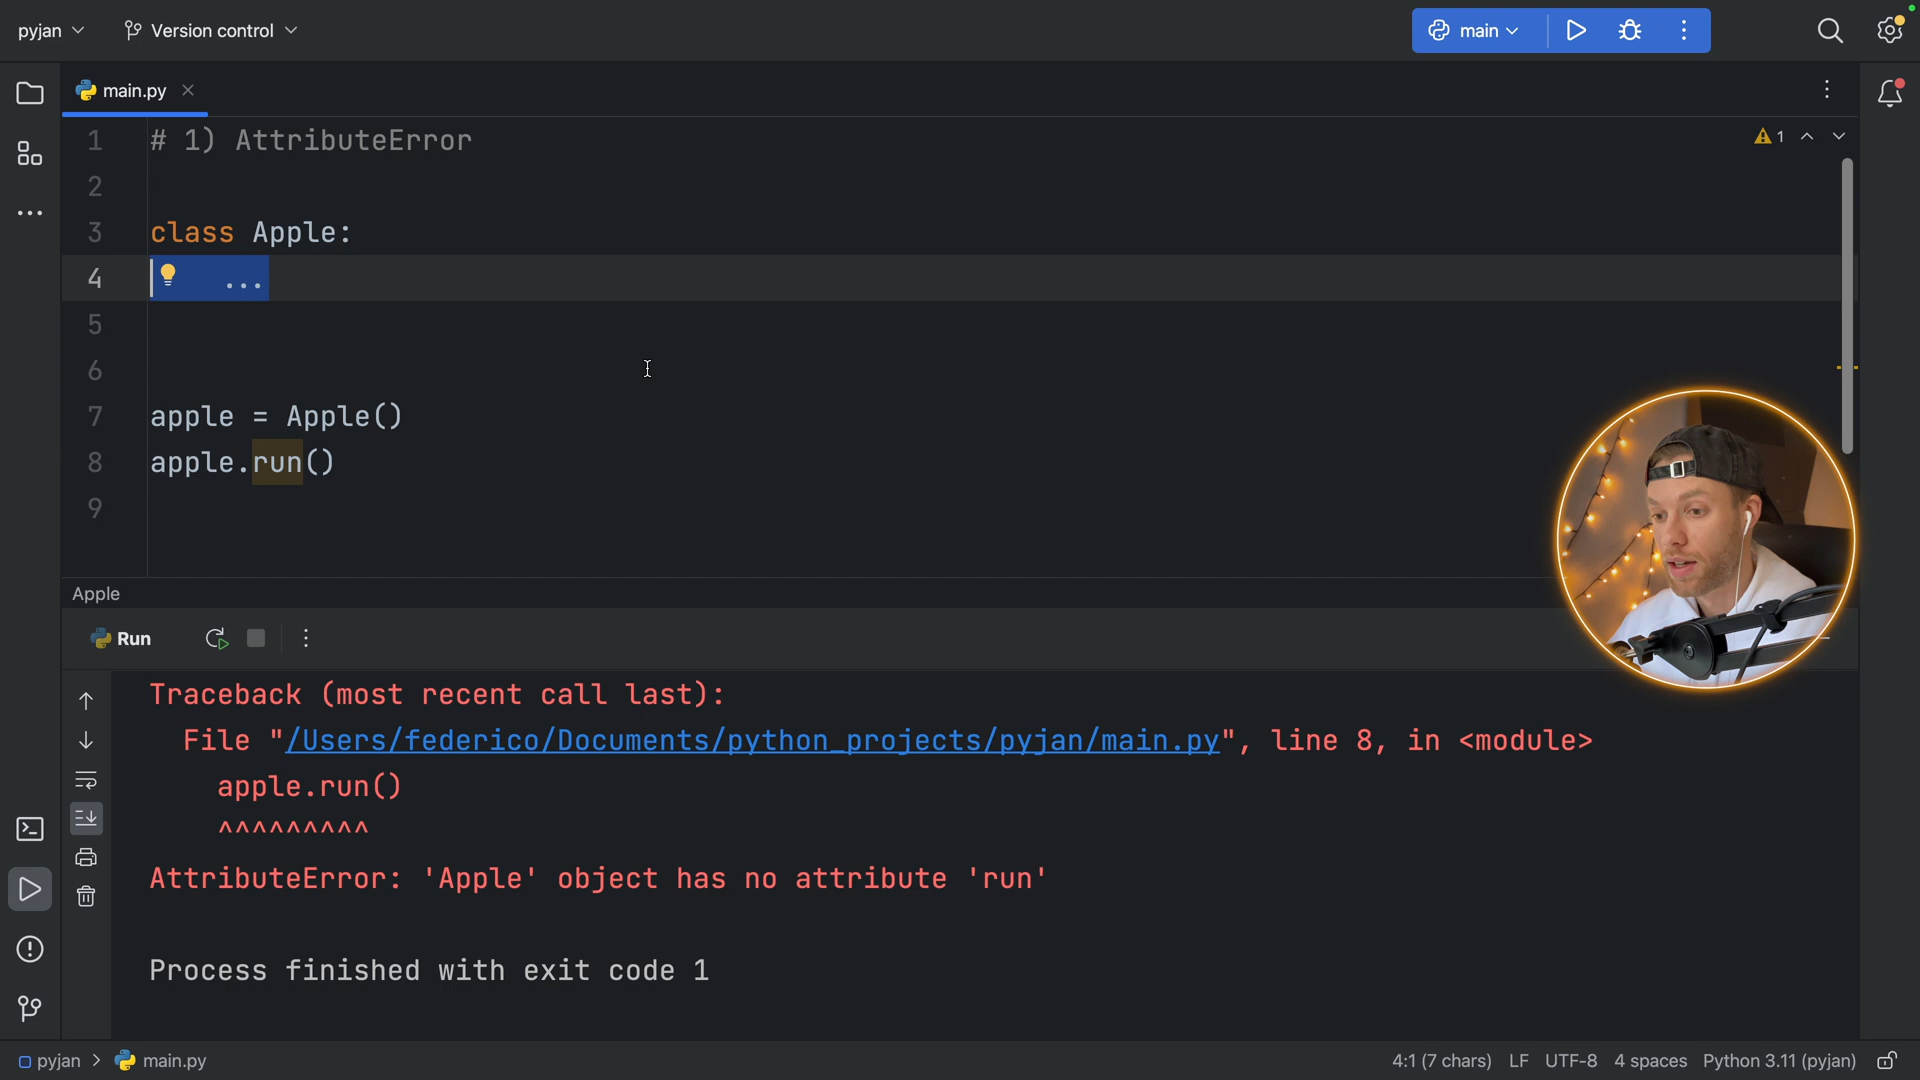 pyjan
Version control
main
main.py
1 # 1) AttributeError
2
3 class Apple:
4     ...
5
6
7 apple = Apple()
8 apple.run()
9
1
Apple
Run
Traceback (most recent call last):
  File "/Users/federico/Documents/python_projects/pyjan/main.py", line 8, in <module>
    apple.run()
    ^^^^^^^^^
AttributeError: 'Apple' object has no attribute 'run'
Process finished with exit code 1
pyjan > main.py
4:1 (7 chars) LF UTF-8 4 spaces Python 3.11 (pyjan)